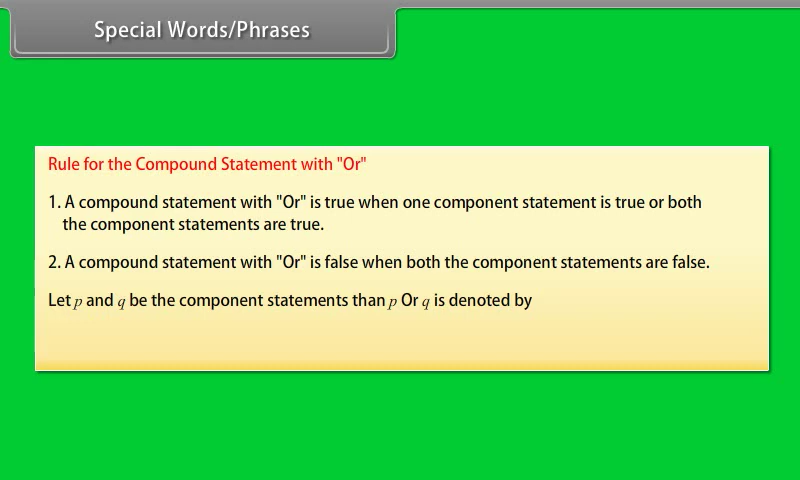 Special Words/Phrases
Rule for the Compound Statement with "Or"
1. A compound statement with "Or" is true when one component statement is true or both
the component statements are true.
2. A compound statement with "Or" is false when both the component statements are false.
Let p and q be the component statements than p Or q is denoted by